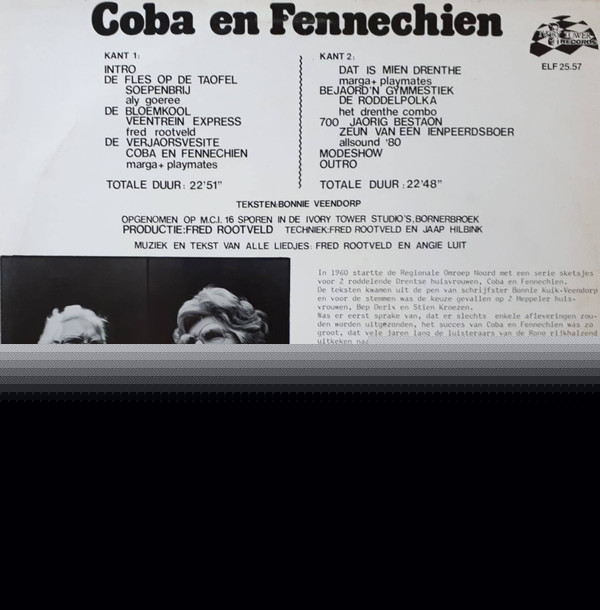 Coba en Fennechien
IVORY TOWER
RECORDS
ELF 25.57
KANT 1:
INTRO
DE FLES OP DE TAOFEL
SOEPENBRIJ
aly goeree
DE BLOEMKOOL
VEENTREIN EXPRESS
fred rootveld
DE VERJAORSVESITE
COBA EN FENNECHIEN
marga+ playmates
TOTALE DUUR: 22'51"
KANT 2:
DAT IS MIEN DRENTHE
marga+ playmates
BEJAORD'N GYMMESTIEK
DE RODDELPOLKA
het drenthe combo
700 JAORIG BESTAON
ZEUN VAN EEN IENPEERDSBOER
allsound '80
MODESHOW
OUTRO
TOTALE DUUR: 22'48"
TEKSTEN:BONNIE VEENDORP
OPGENOMEN OP M.C.I. 16 SPOREN IN DE IVORY TOWER STUDIO'S,BORNERBROEK
PRODUCTIE:FRED ROOTVELD TECHNIEK:FRED ROOTVELD EN JAAP HILBINK
MUZIEK EN TEKST VAN ALLE LIEDJES: FRED ROOTVELD EN ANGIE LUIT
In 1960 startte de Regionale Omroep Noord met een serie sketsjes
voor 2 roddelende Drentse huisvrouwen, Coba en Fennechien.
De teksten kwamen uit de pen van schrijfster Bonnie Kuik-Veendorp
en voor de stemmen was de keuze gevallen op 2 Meppeler huis-
vrouwen, Bep Derix en Stien Kroezen.
Was er eerst sprake van, dat er slechts enkele afleveringen zou-
den worden uitgezonden, het succes van Coba en Fennechien was zo
groot, dat vele jaren lang de luisteraars van de Rono rijkhalzend
uitkeken